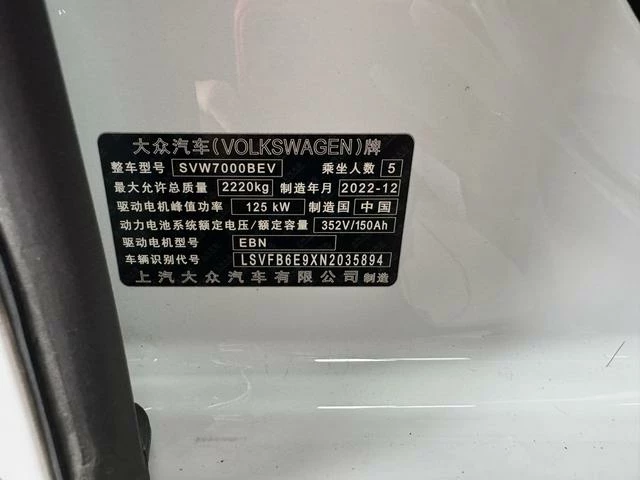 大众汽车(VOLKSWAGEN)牌
整车型号 SVW7000BEV 乘坐人数 5
最大允许总质量 2220kg 制造年月 2022-12
驱动电机峰值功率 125 kW 制造国 中国
动力电池系统额定电压/额定容量 352V/150Ah
驱动电机型号 EBN
车辆识别代号 LSVFB6E9XN2035894
上汽大众汽车有限公司 制造